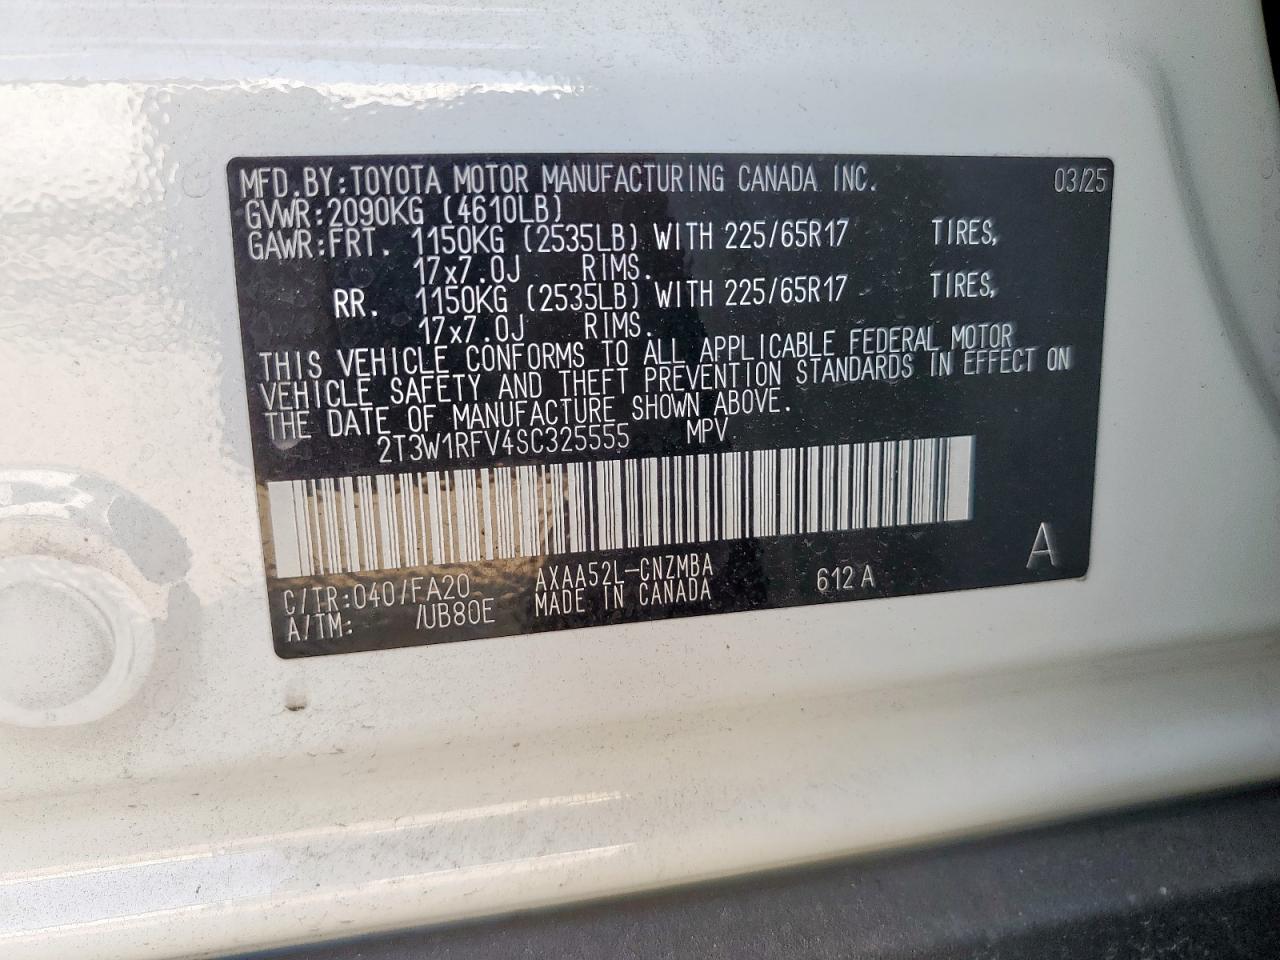 MFD.BY:TOYOTA MOTOR MANUFACTURING CANADA INC. 03/25
GVWR:2090KG (4610LB)
GAWR:FRT. 1150KG (2535LB) WITH 225/65R17 TIRES,
17x7.0J RIMS.
RR. 1150KG (2535LB) WITH 225/65R17 TIRES,
17x7.0J RIMS.
THIS VEHICLE CONFORMS TO ALL APPLICABLE FEDERAL MOTOR
VEHICLE SAFETY AND THEFT PREVENTION STANDARDS IN EFFECT ON
THE DATE OF MANUFACTURE SHOWN ABOVE.
2T3W1RFV4SC325555 MPV
C/TR:040/FA20 AXAA52L-CNZMBA 612A A
A/TM: /UB80E MADE IN CANADA